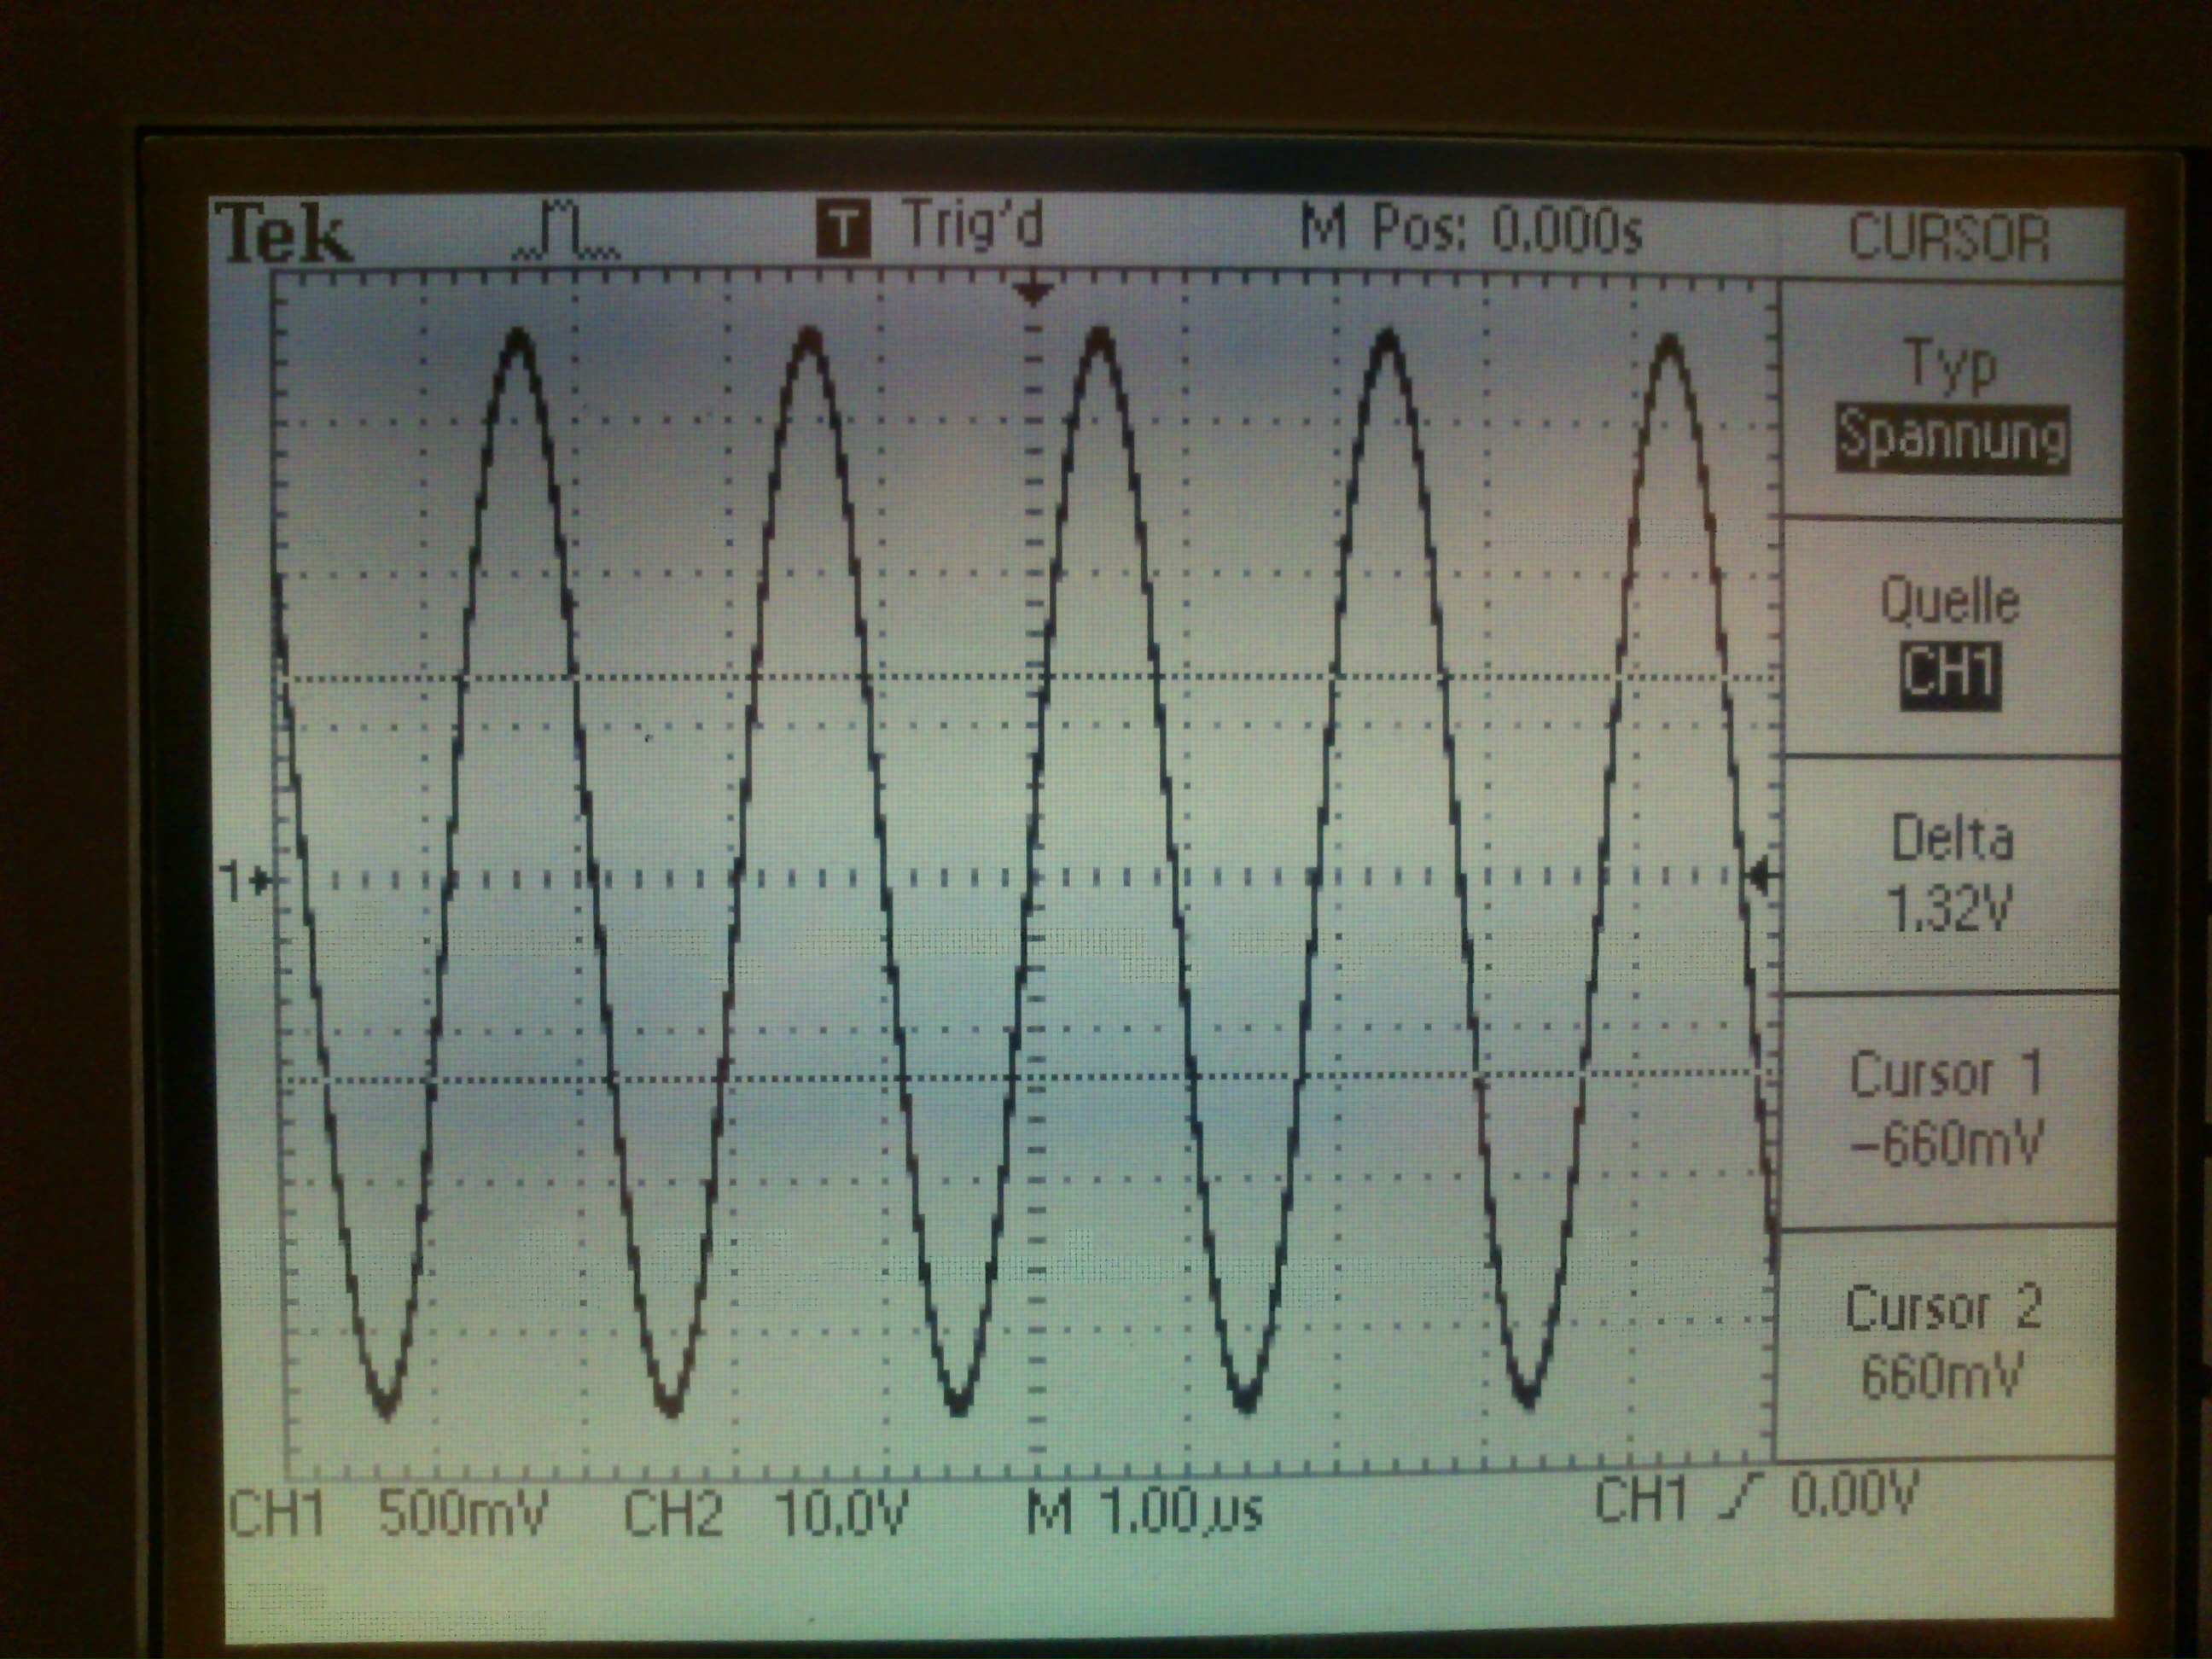 Tek T Trig'd M Pos: 0.000s CURSOR
Typ
Spannung
Quelle
CH1
1
Delta
1.32V
Cursor 1
-660mV
Cursor 2
660mV
CH1 500mV CH2 10.0V M 1.00µs CH1 0.00V